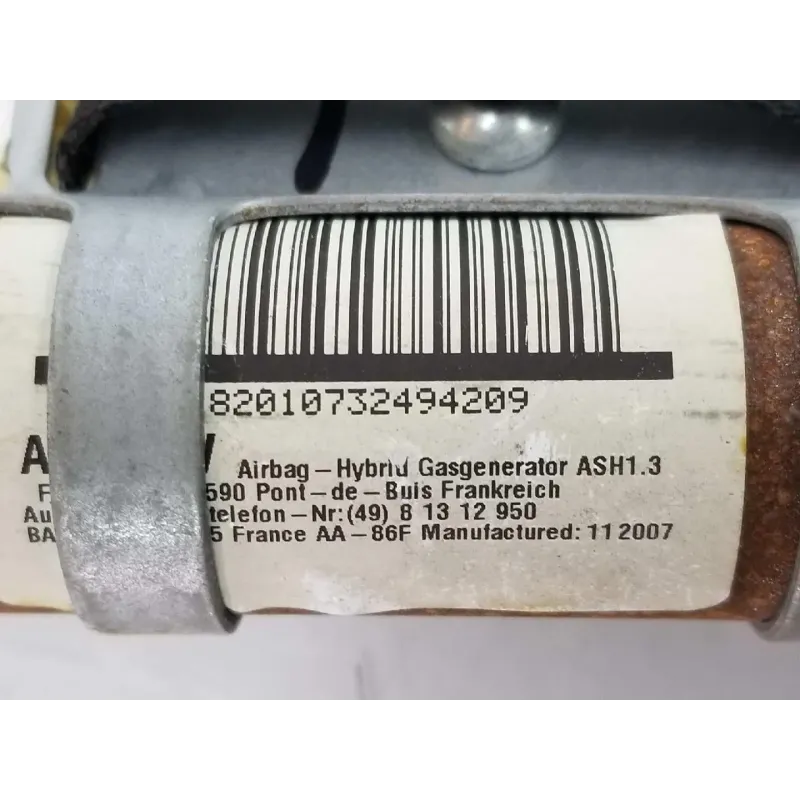 82010732494209
Airbag-Hybrid Gasgenerator ASH1.3
590 Pont-de-Buis Frankreich
telefon-Nr:(49) 8 13 12 950
5 France AA-86F Manufactured: 11 2007